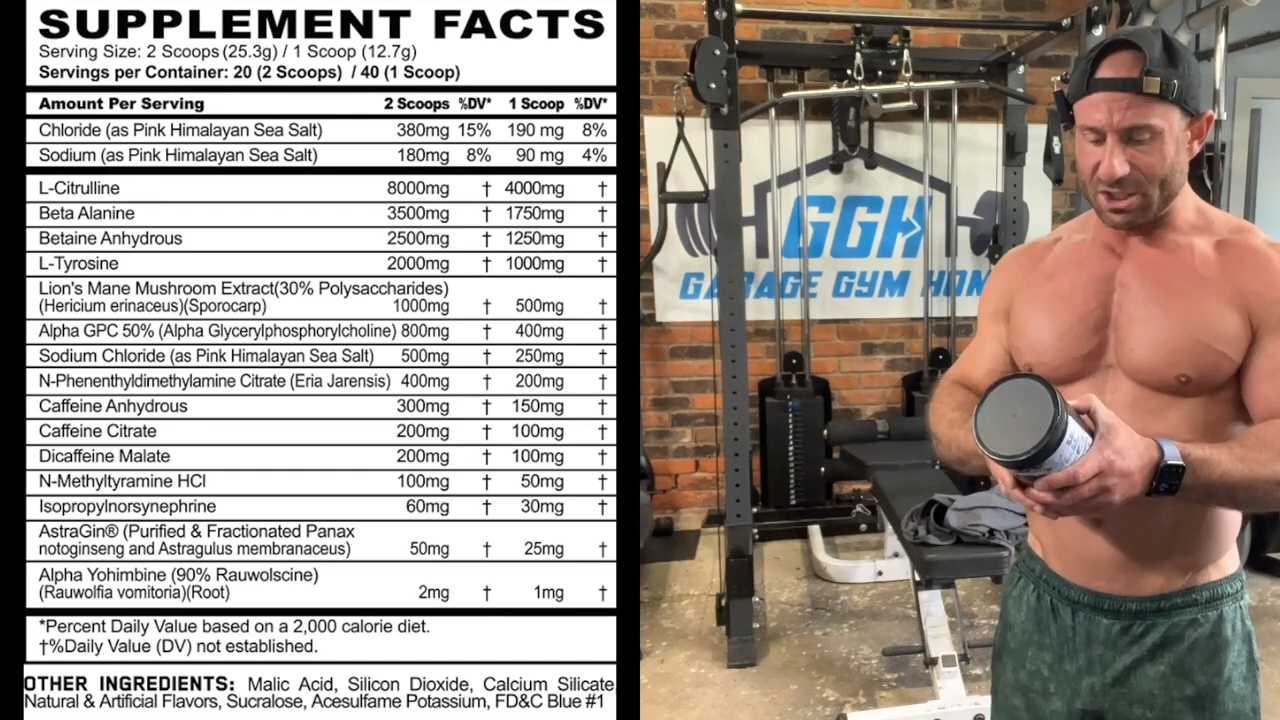 SUPPLEMENT FACTS
Serving Size: 2 Scoops (25.3g) / 1 Scoop (12.7g)
Servings per Container: 20 (2 Scoops) / 40 (1 Scoop)
Amount Per Serving 2 Scoops %DV* 1 Scoop %DV*
Chloride (as Pink Himalayan Sea Salt) 380mg 15% 190 mg 8%
Sodium (as Pink Himalayan Sea Salt) 180mg 8% 90 mg 4%
L-Citrulline 8000mg † 4000mg †
Beta Alanine 3500mg † 1750mg †
Betaine Anhydrous 2500mg † 1250mg †
L-Tyrosine 2000mg † 1000mg †
Lion's Mane Mushroom Extract(30% Polysaccharides)
(Hericium erinaceus)(Sporocarp) 1000mg † 500mg †
Alpha GPC 50% (Alpha Glycerylphosphorylcholine) 800mg † 400mg †
Sodium Chloride (as Pink Himalayan Sea Salt) 500mg † 250mg †
N-Phenenthyldimethylamine Citrate (Eria Jarensis) 400mg † 200mg †
Caffeine Anhydrous 300mg † 150mg †
Caffeine Citrate 200mg † 100mg †
Dicaffeine Malate 200mg † 100mg †
N-Methyltyramine HCI 100mg † 50mg †
Isopropylnorsynephrine 60mg † 30mg †
AstraGin® (Purified & Fractionated Panax
notoginseng and Astragulus membranaceus) 50mg † 25mg †
Alpha Yohimbine (90% Rauwolscine)
(Rauwolfia vomitoria)(Root) 2mg † 1mg †
*Percent Daily Value based on a 2,000 calorie diet.
†%Daily Value (DV) not established.
OTHER INGREDIENTS: Malic Acid, Silicon Dioxide, Calcium Silicate,
Natural & Artificial Flavors, Sucralose, Acesulfame Potassium, FD&C Blue #1
GGH
GARAGE GYM HOM